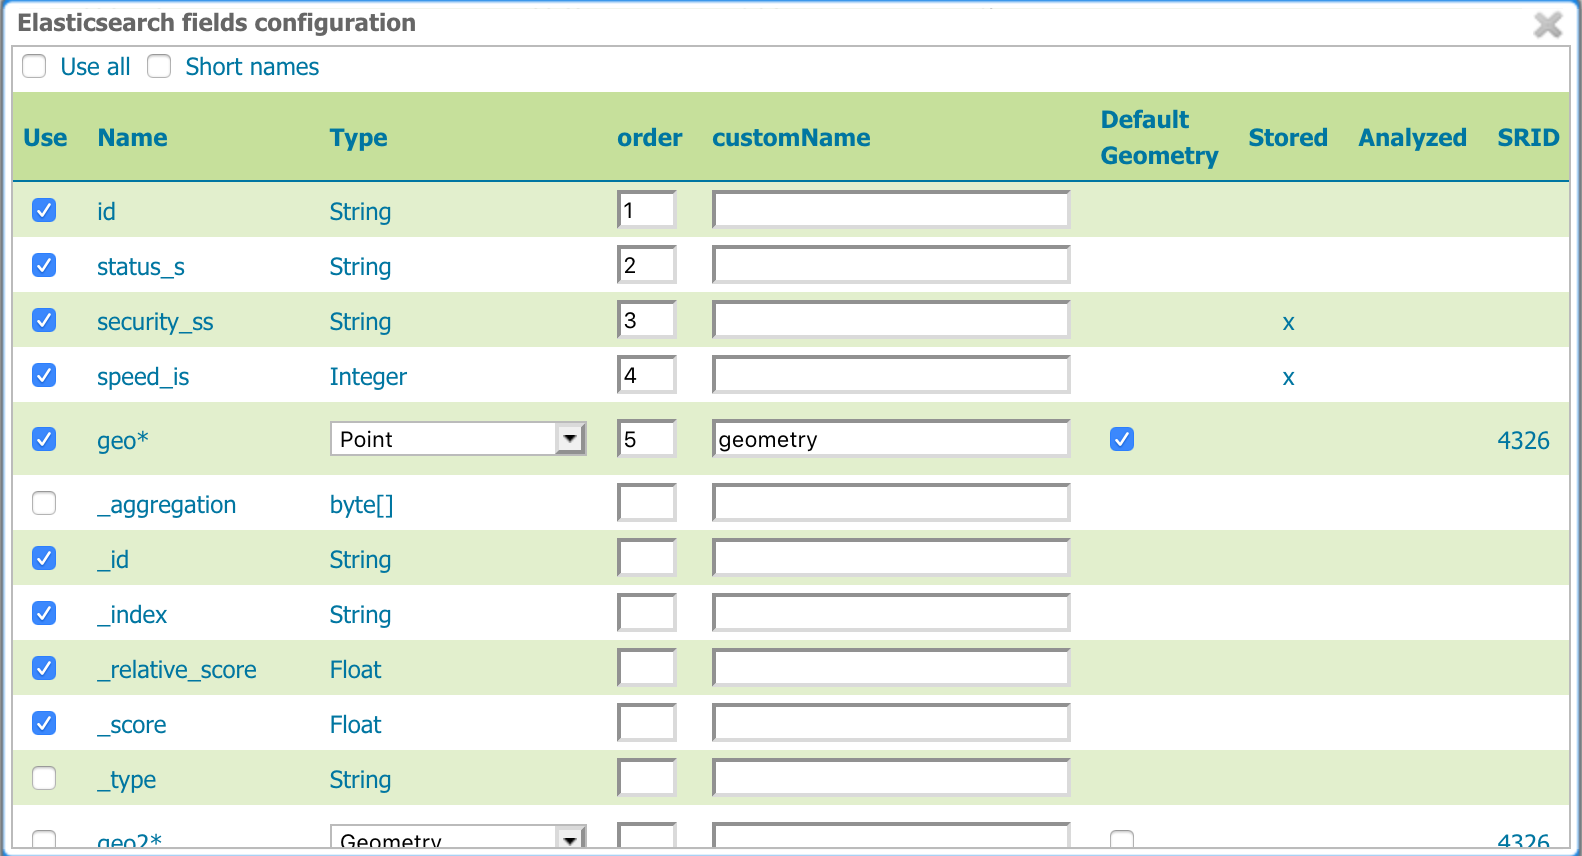 Elasticsearch fields configuration
Use all Short names
Use Name Type order customName Default Geometry Stored Analyzed SRID
id String 1
status_s String 2
security_ss String 3 x
speed_is Integer 4 x
geo* Point 5 geometry 4326
_aggregation byte[]
_id String
_index String
_relative_score Float
_score Float
_type String
geo2* Geometry 4326